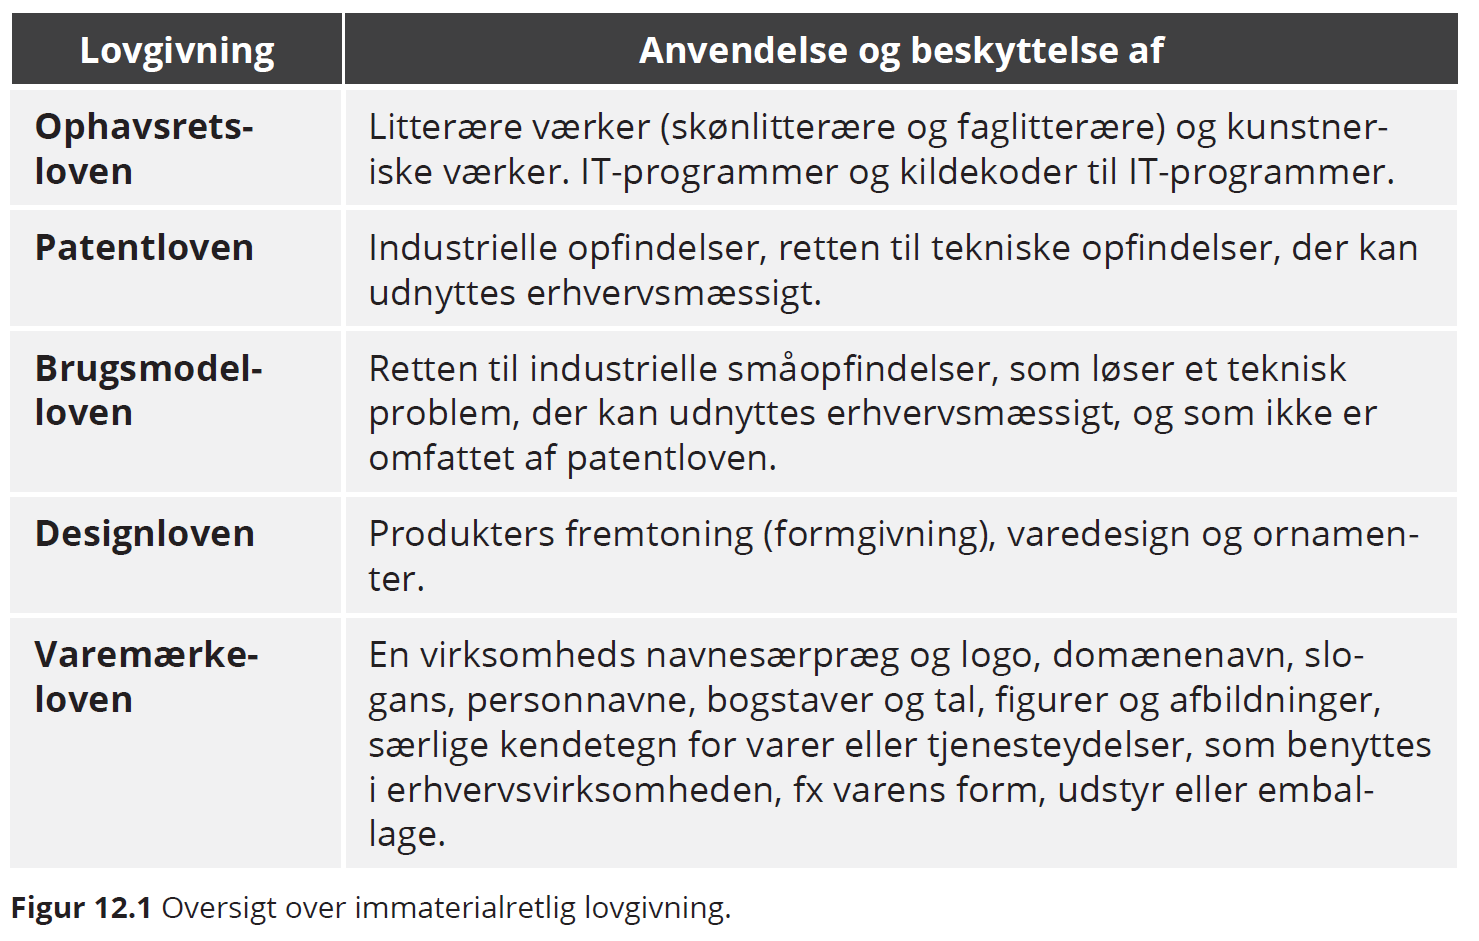 Lovgivning
Anvendelse og beskyttelse af
Ophavsrets-
loven
Litterære værker (skønlitterære og faglitterære) og kunstner-
iske værker. IT-programmer og kildekoder til IT-programmer.
Patentloven
Industrielle opfindelser, retten til tekniske opfindelser, der kan
udnyttes erhvervsmæssigt.
Brugsmodel-
loven
Retten til industrielle småopfindelser, som løser et teknisk
problem, der kan udnyttes erhvervsmæssigt, og som ikke er
omfattet af patentloven.
Designloven
Produkters fremtoning (formgivning), varedesign og ornamen-
ter.
Varemærke-
loven
En virksomheds navnesærpræg og logo, domænenavn, slo-
gans, personnavne, bogstaver og tal, figurer og afbildninger,
særlige kendetegn for varer eller tjenesteydelser, som benyttes
i erhvervsvirksomheden, fx varens form, udstyr eller embal-
lage.
Figur 12.1 Oversigt over immaterialretlig lovgivning.